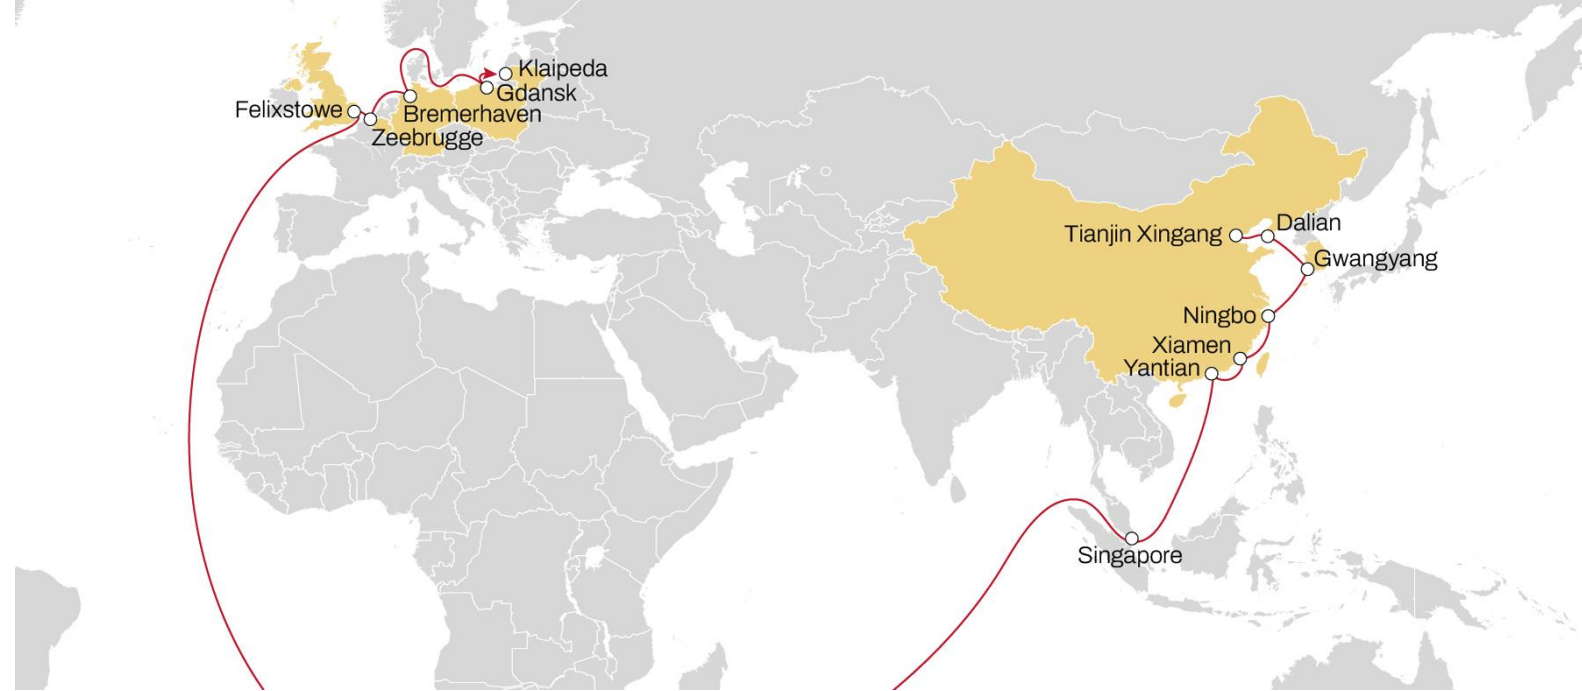 Klaipeda
Gdansk
Felixstowe
Bremerhaven
Zeebrugge
Dalian
Tianjin Xingang
Gwangyang
Ningbo
Xiamen
Yantian
Singapore